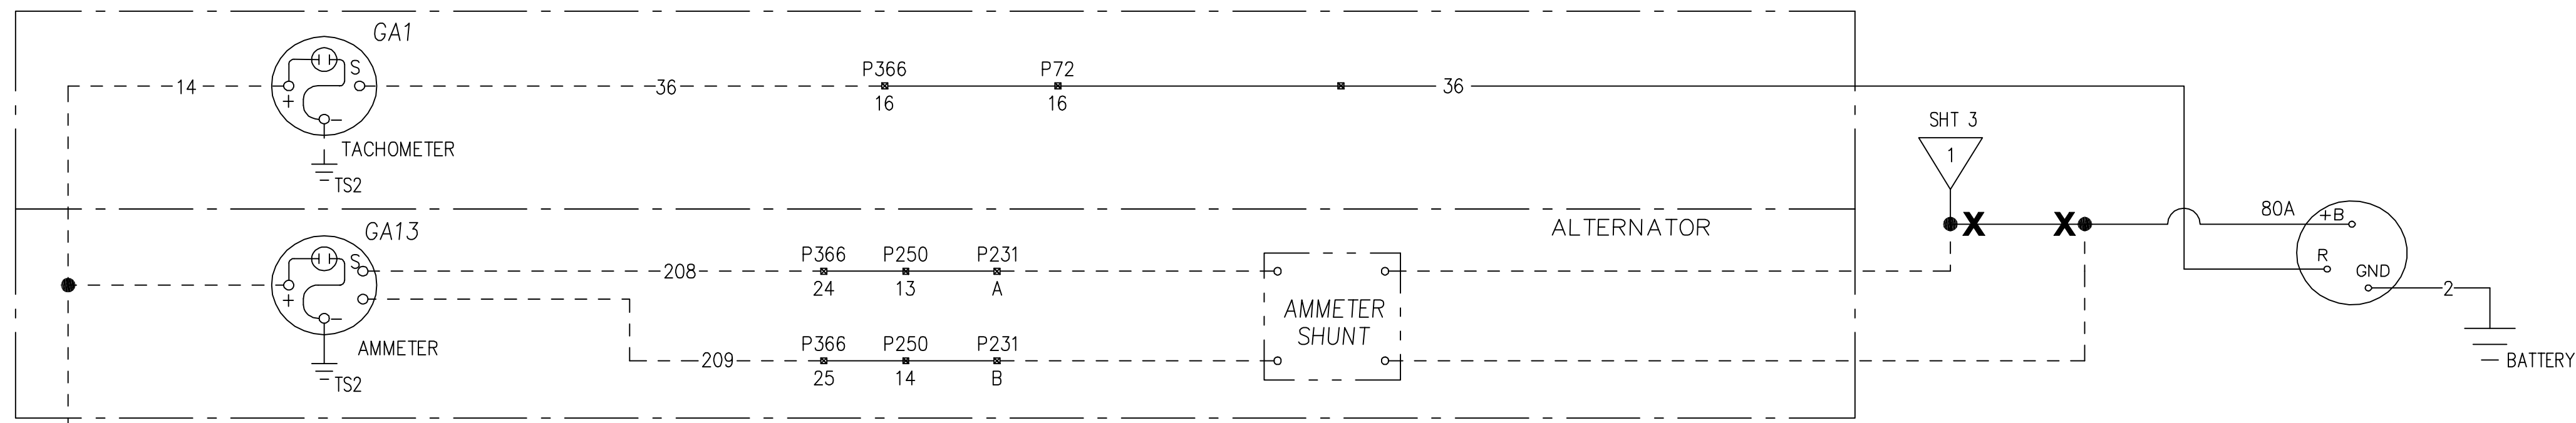 GA1
S
14
36
P366
P72
36
16
16
+
–
TACHOMETER
TS2
SHT 3
1
GA13
ALTERNATOR
X X
80A
+B
S
208
P366
P250
P231
R
GND
24
13
A
2
+
–
AMMETER
SHUNT
AMMETER
209
P366
P250
P231
BATTERY
TS2
25
14
B